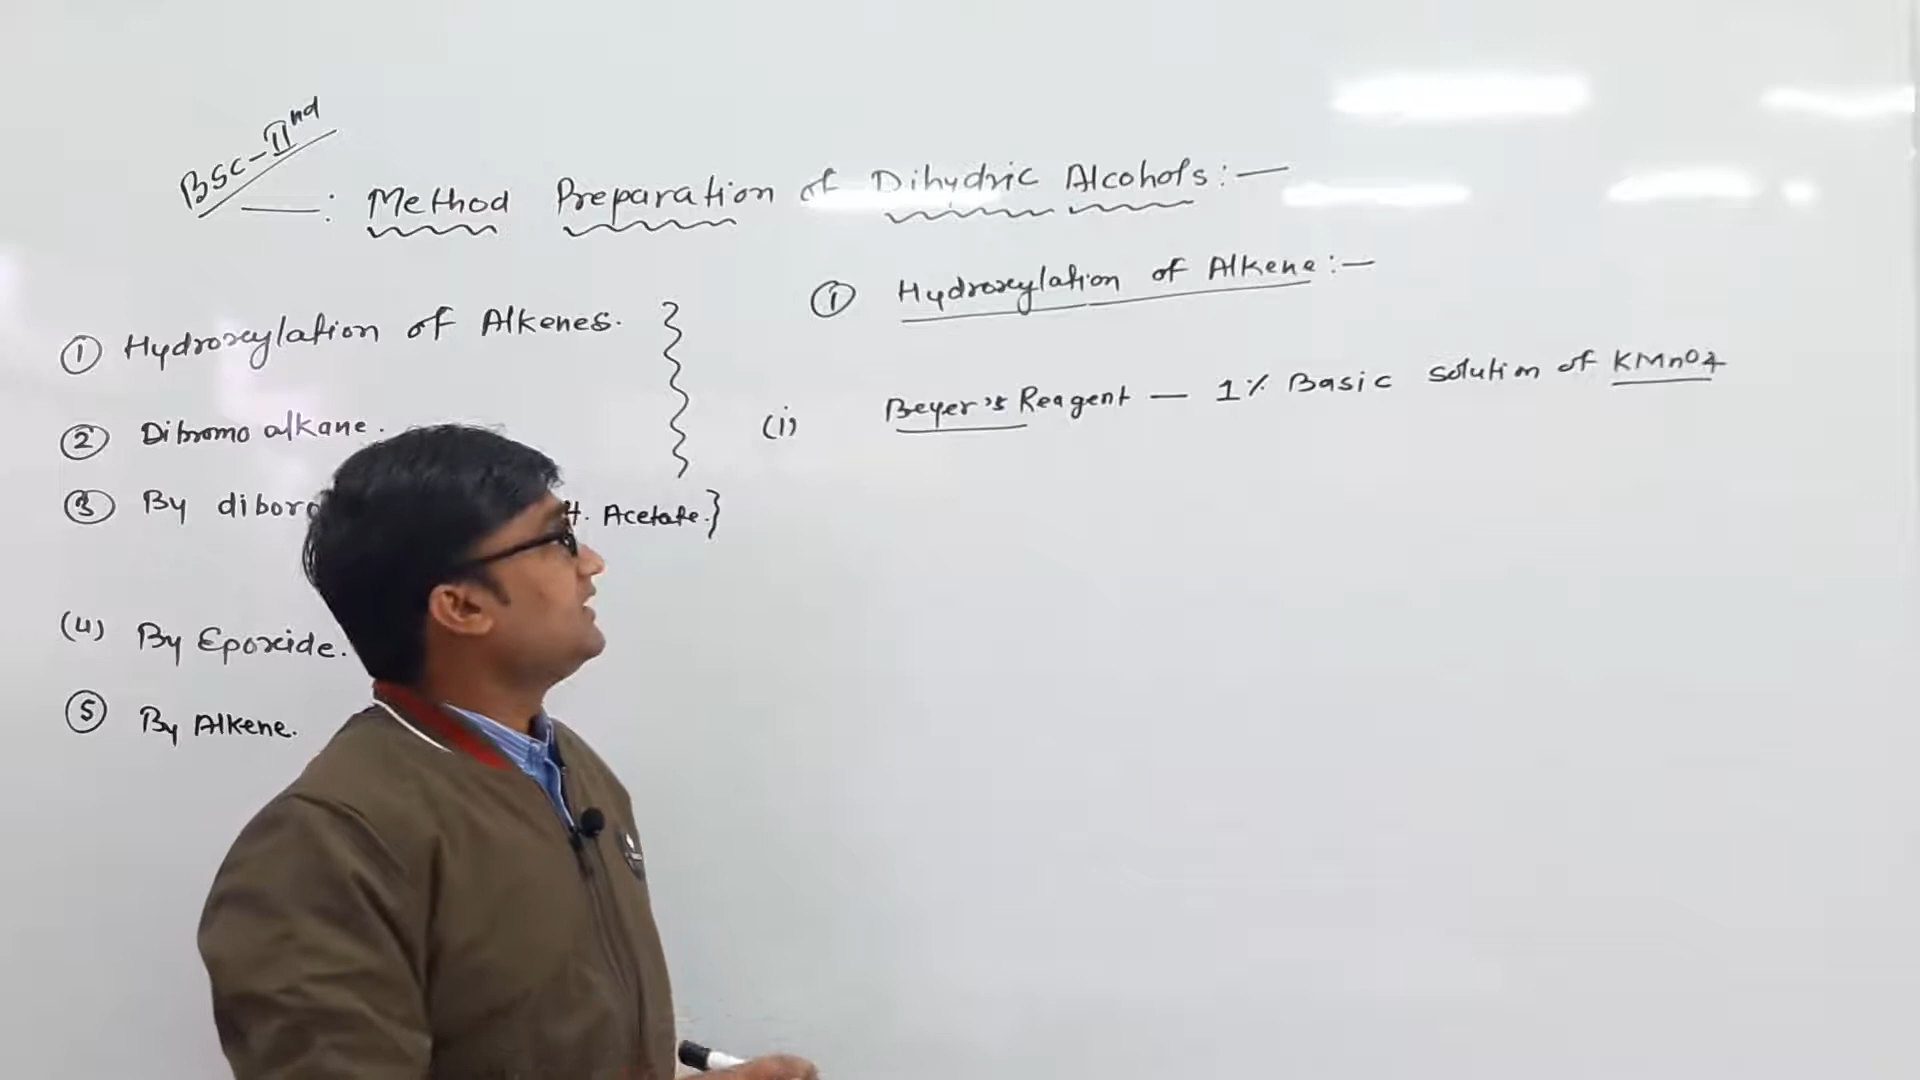 BSC-IInd
: Method Preparation of Dihydric Alcohols:-
① Hydroxylation of Alkenes.
② Dibromo alkane.
③ By diboro H. Acetate.}
(4) By Epoxide.
⑤ By Alkene.
① Hydroxylation of Alkene:-
(i) Beyer's Reagent - 1% Basic solution of KMnO4